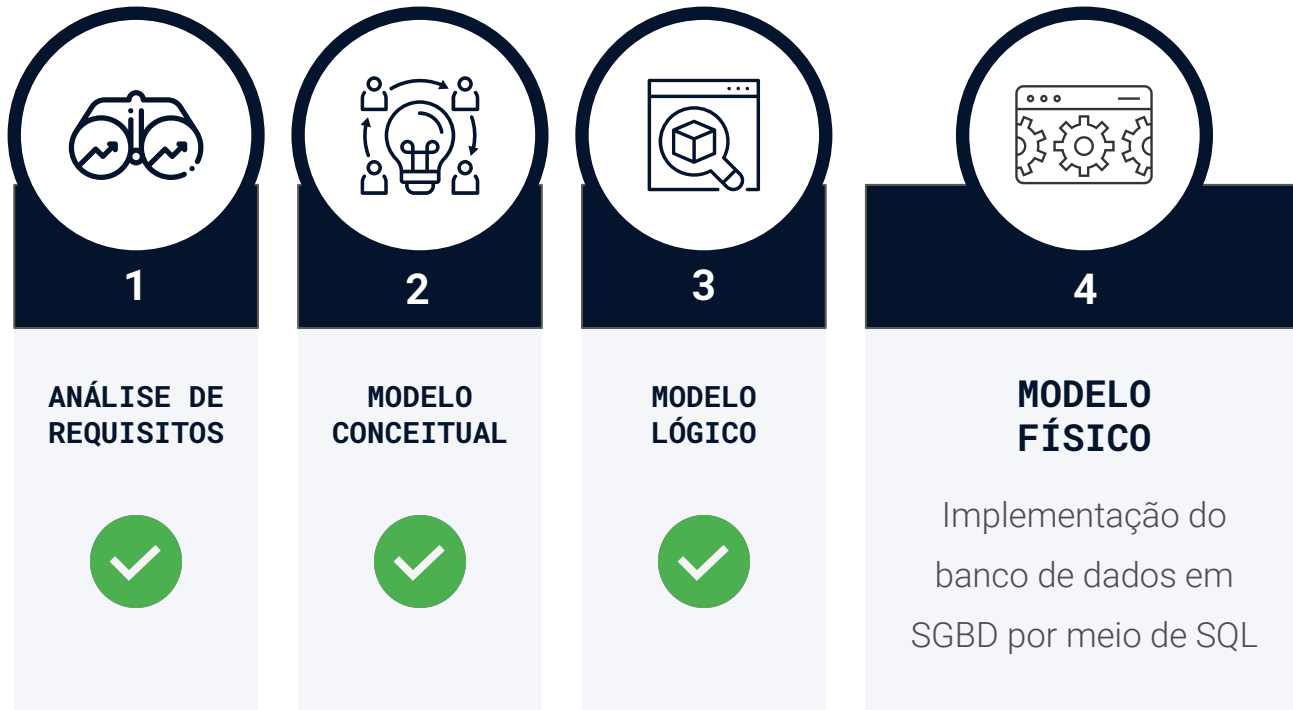 1
ANÁLISE DE
REQUISITOS
2
MODELO
CONCEITUAL
3
MODELO
LÓGICO
4
MODELO
FÍSICO
Implementação do
banco de dados em
SGBD por meio de SQL